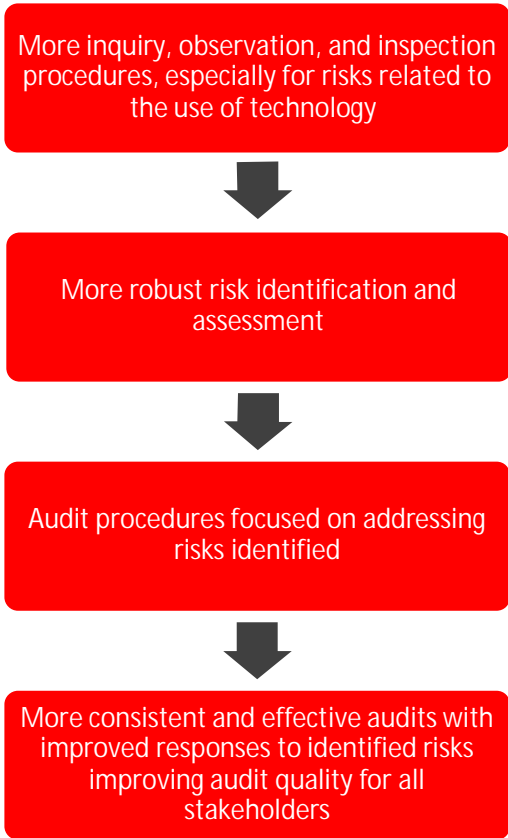 More inquiry, observation, and inspection
procedures, especially for risks related to
the use of technology
More robust risk identification and
assessment
Audit procedures focused on addressing
risks identified
More consistent and effective audits with
improved responses to identified risks
improving audit quality for all
stakeholders